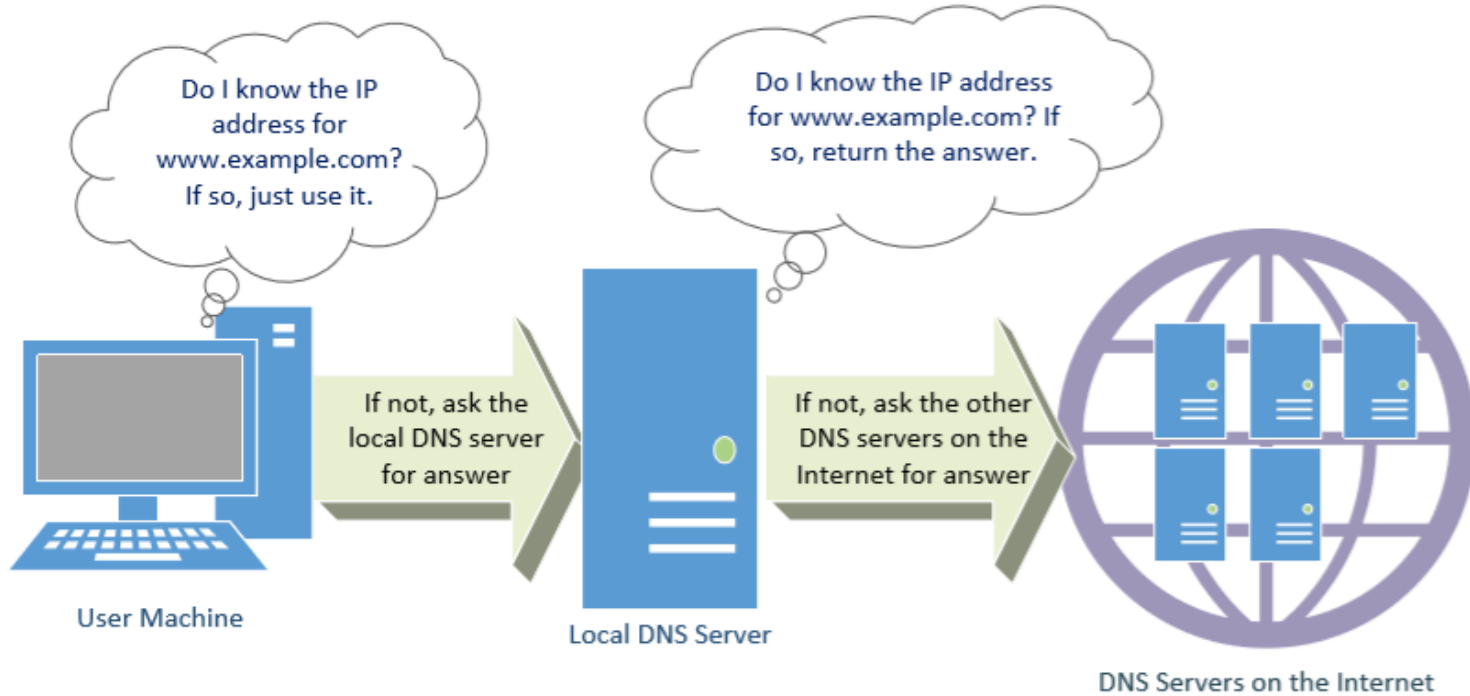 Do I know the IP
address for
www.example.com?
If so, just use it.
Do I know the IP address
for www.example.com? If
so, return the answer.
If not, ask the
local DNS server
for answer
If not, ask the other
DNS servers on the
Internet for answer
User Machine
Local DNS Server
DNS Servers on the Internet